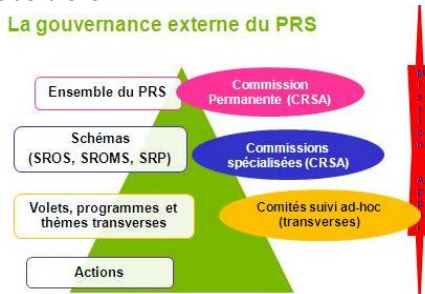 La gouvernance externe du PRS
Ensemble du PRS
Commission
Permanente (CRSA)
Schémas
(SROS, SROMS, SRP)
Commissions
spécialisées (CRSA)
Volets, programmes et
thèmes transverses
Comités suivi ad-hoc
(transverses)
Actions